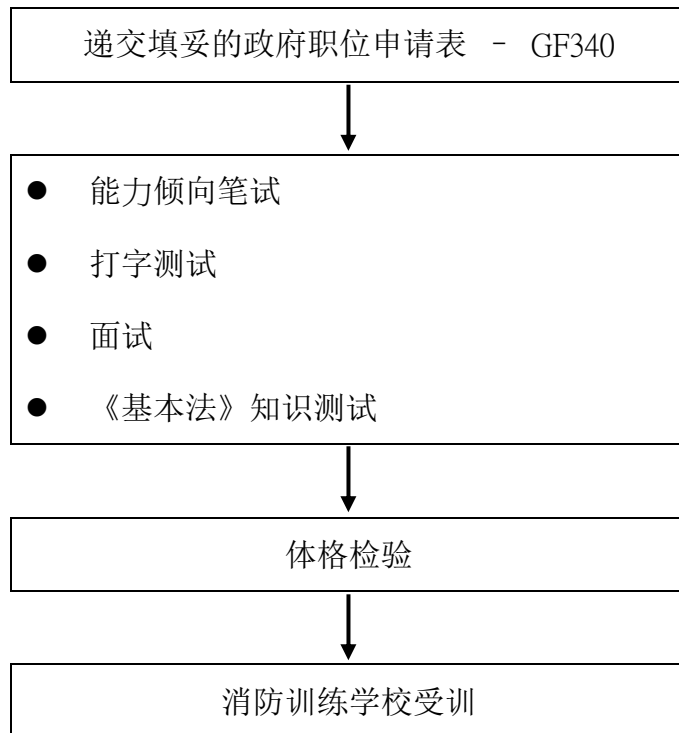 递交填妥的政府职位申请表 - GF340
● 能力倾向笔试
● 打字测试
● 面试
● 《基本法》知识测试
体格检验
消防训练学校受训